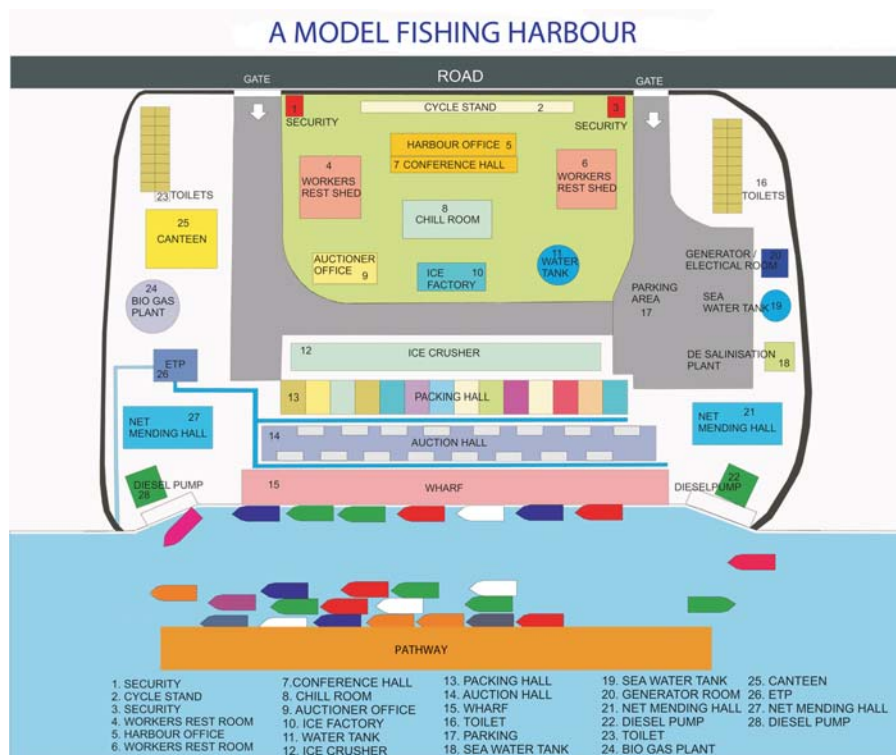 A MODEL FISHING HARBOUR
ROAD
GATE
GATE
1
SECURITY
CYCLE STAND 2
3
SECURITY
HARBOUR OFFICE 5
7 CONFERENCE HALL
4
WORKERS
REST SHED
6
WORKERS
REST SHED
23 TOILETS
16
TOILETS
8
CHILL ROOM
25
CANTEEN
AUCTIONER
OFFICE 9
10
ICE
FACTORY
11
WATER
TANK
GENERATOR /
ELECTICAL ROOM
20
24
BIO GAS
PLANT
PARKING
AREA
17
SEA
WATER TANK
19
12 ICE CRUSHER
ETP
26
DE SALINISATION
PLANT
18
13 PACKING HALL
27
NET
MENDING HALL
21
NET
MENDING HALL
14 AUCTION HALL
DIESEL PUMP
28
15 WHARF
22
DIESELPUMP
PATHWAY
1. SECURITY
2. CYCLE STAND
3. SECURITY
4. WORKERS REST ROOM
5. HARBOUR OFFICE
6. WORKERS REST ROOM
7.CONFERENCE HALL
8. CHILL ROOM
9. AUCTIONER OFFICE
10. ICE FACTORY
11. WATER TANK
12. ICE CRUSHER
13. PACKING HALL
14. AUCTION HALL
15. WHARF
16. TOILET
17. PARKING
18. SEA WATER TANK
19. SEA WATER TANK
20. GENERATOR ROOM
21. NET MENDING HALL
22. DIESEL PUMP
23. TOILET
24. BIO GAS PLANT
25. CANTEEN
26. ETP
27. NET MENDING HALL
28. DIESEL PUMP